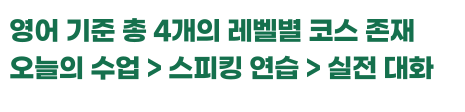 영어 기준 총 4개의 레벨별 코스 존재
오늘의 수업 > 스피킹 연습 > 실전 대화